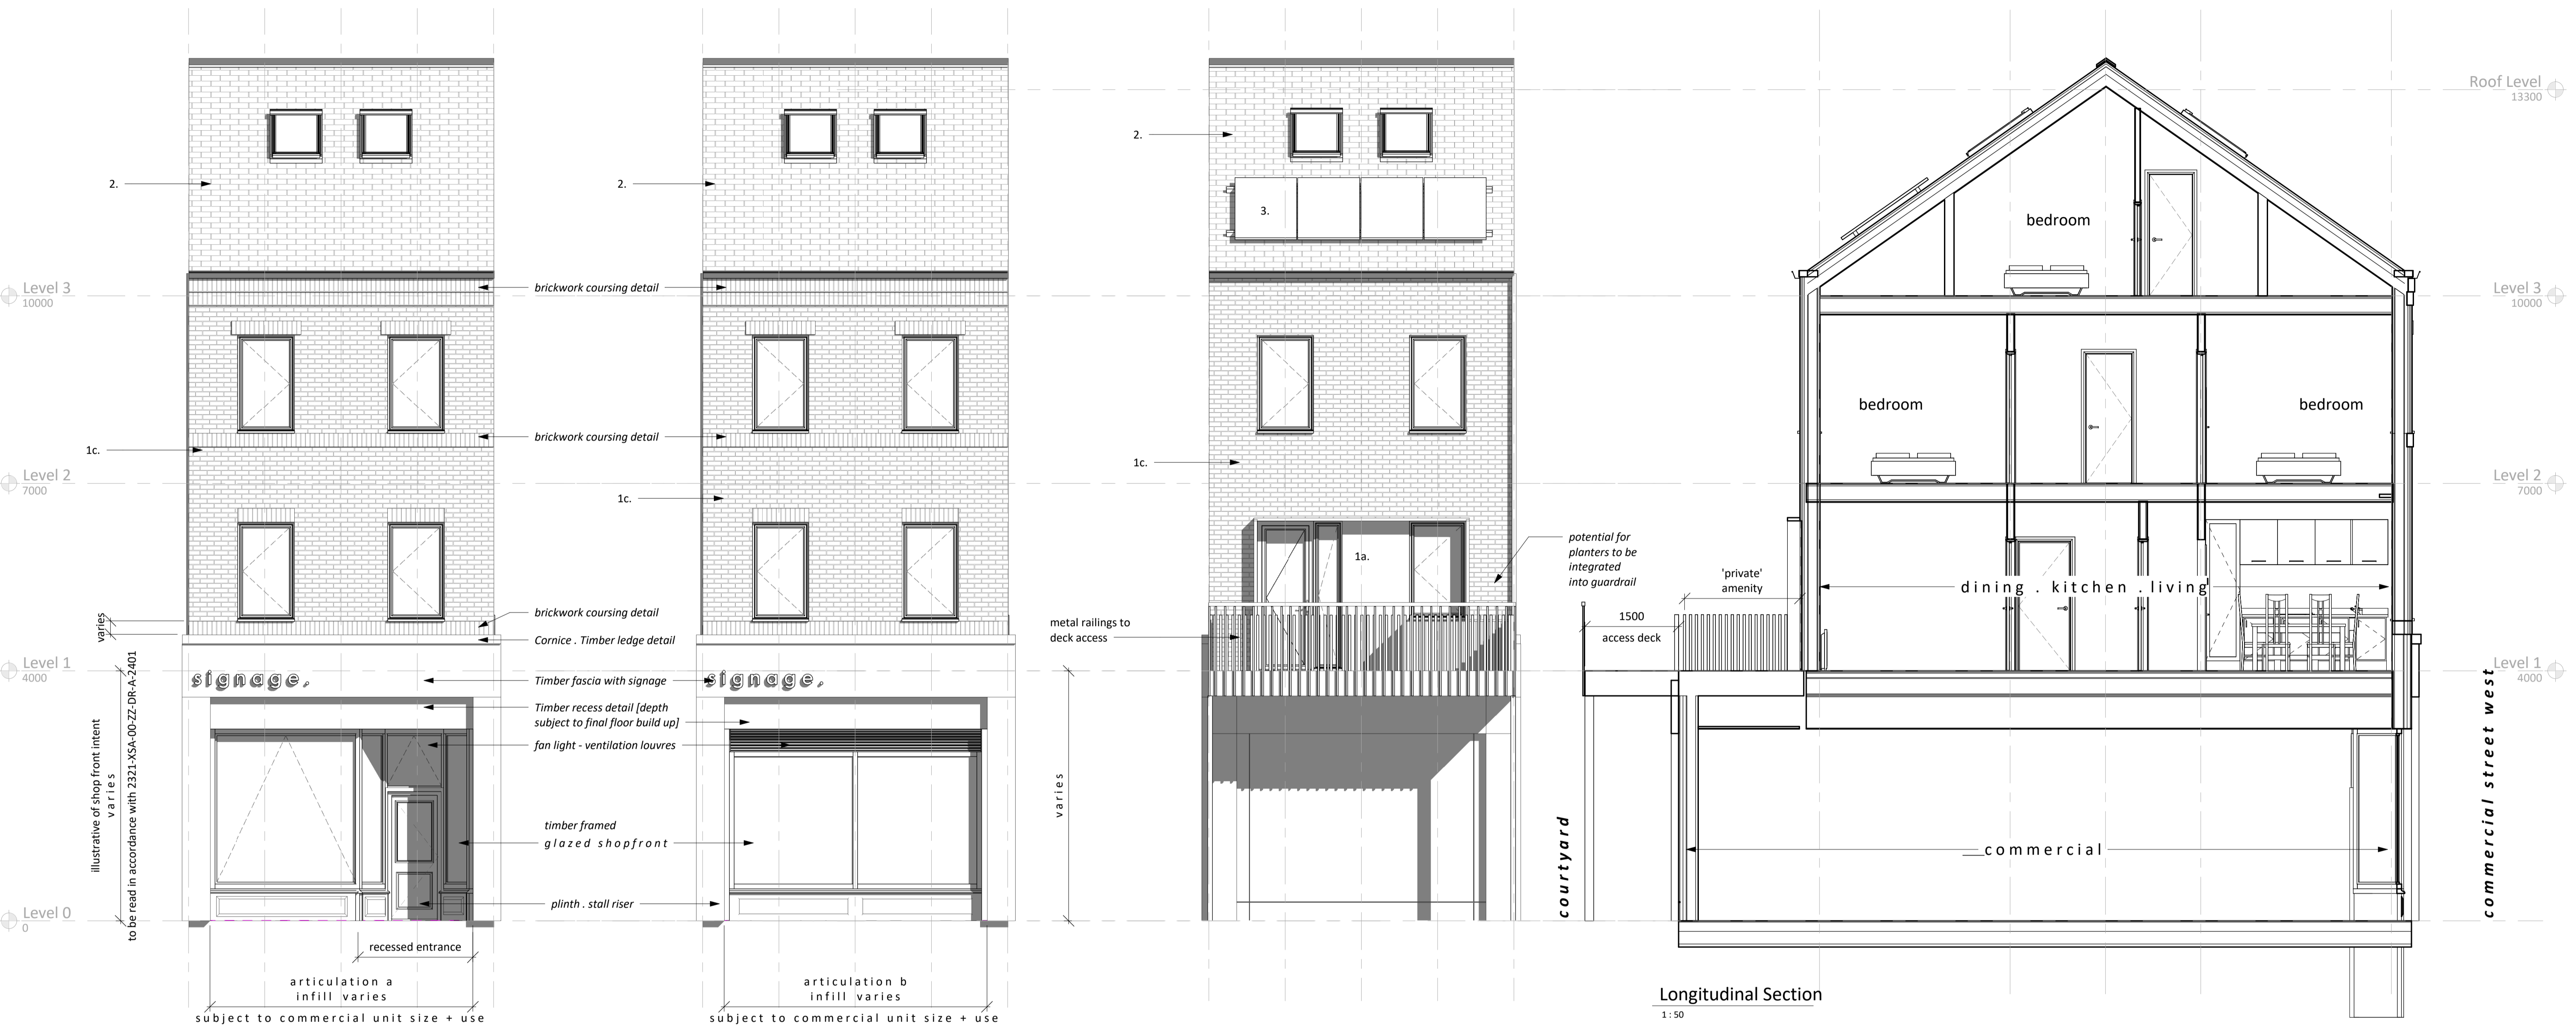 Roof Level
13300
2.
2.
2.
3.
bedroom
Level 3
10000
brickwork coursing detail
Level 3
10000
bedroom
bedroom
brickwork coursing detail
1c.
1c.
Level 2
7000
1c.
Level 2
7000
potential for
planters to be
integrated
into guardrail
1a.
'private'
amenity
dining . kitchen . living
varies
brickwork coursing detail
Cornice . Timber ledge detail
metal railings to
deck access
1500
access deck
Level 1
4000
signage.
Timber fascia with signage
signage.
Level 1
4000
Timber recess detail [depth
subject to final floor build up]
fan light - ventilation louvres
illustrative of shop front intent
varies
to be read in accordance with 2321-XSA-00-ZZ-DR-A-2401
timber framed
glazed shopfront
varies
courtyard
commercial
commercial street west
plinth . stall riser
Level 0
0
recessed entrance
articulation a
infill varies
subject to commercial unit size + use
articulation b
infill varies
subject to commercial unit size + use
Longitudinal Section
1 : 50